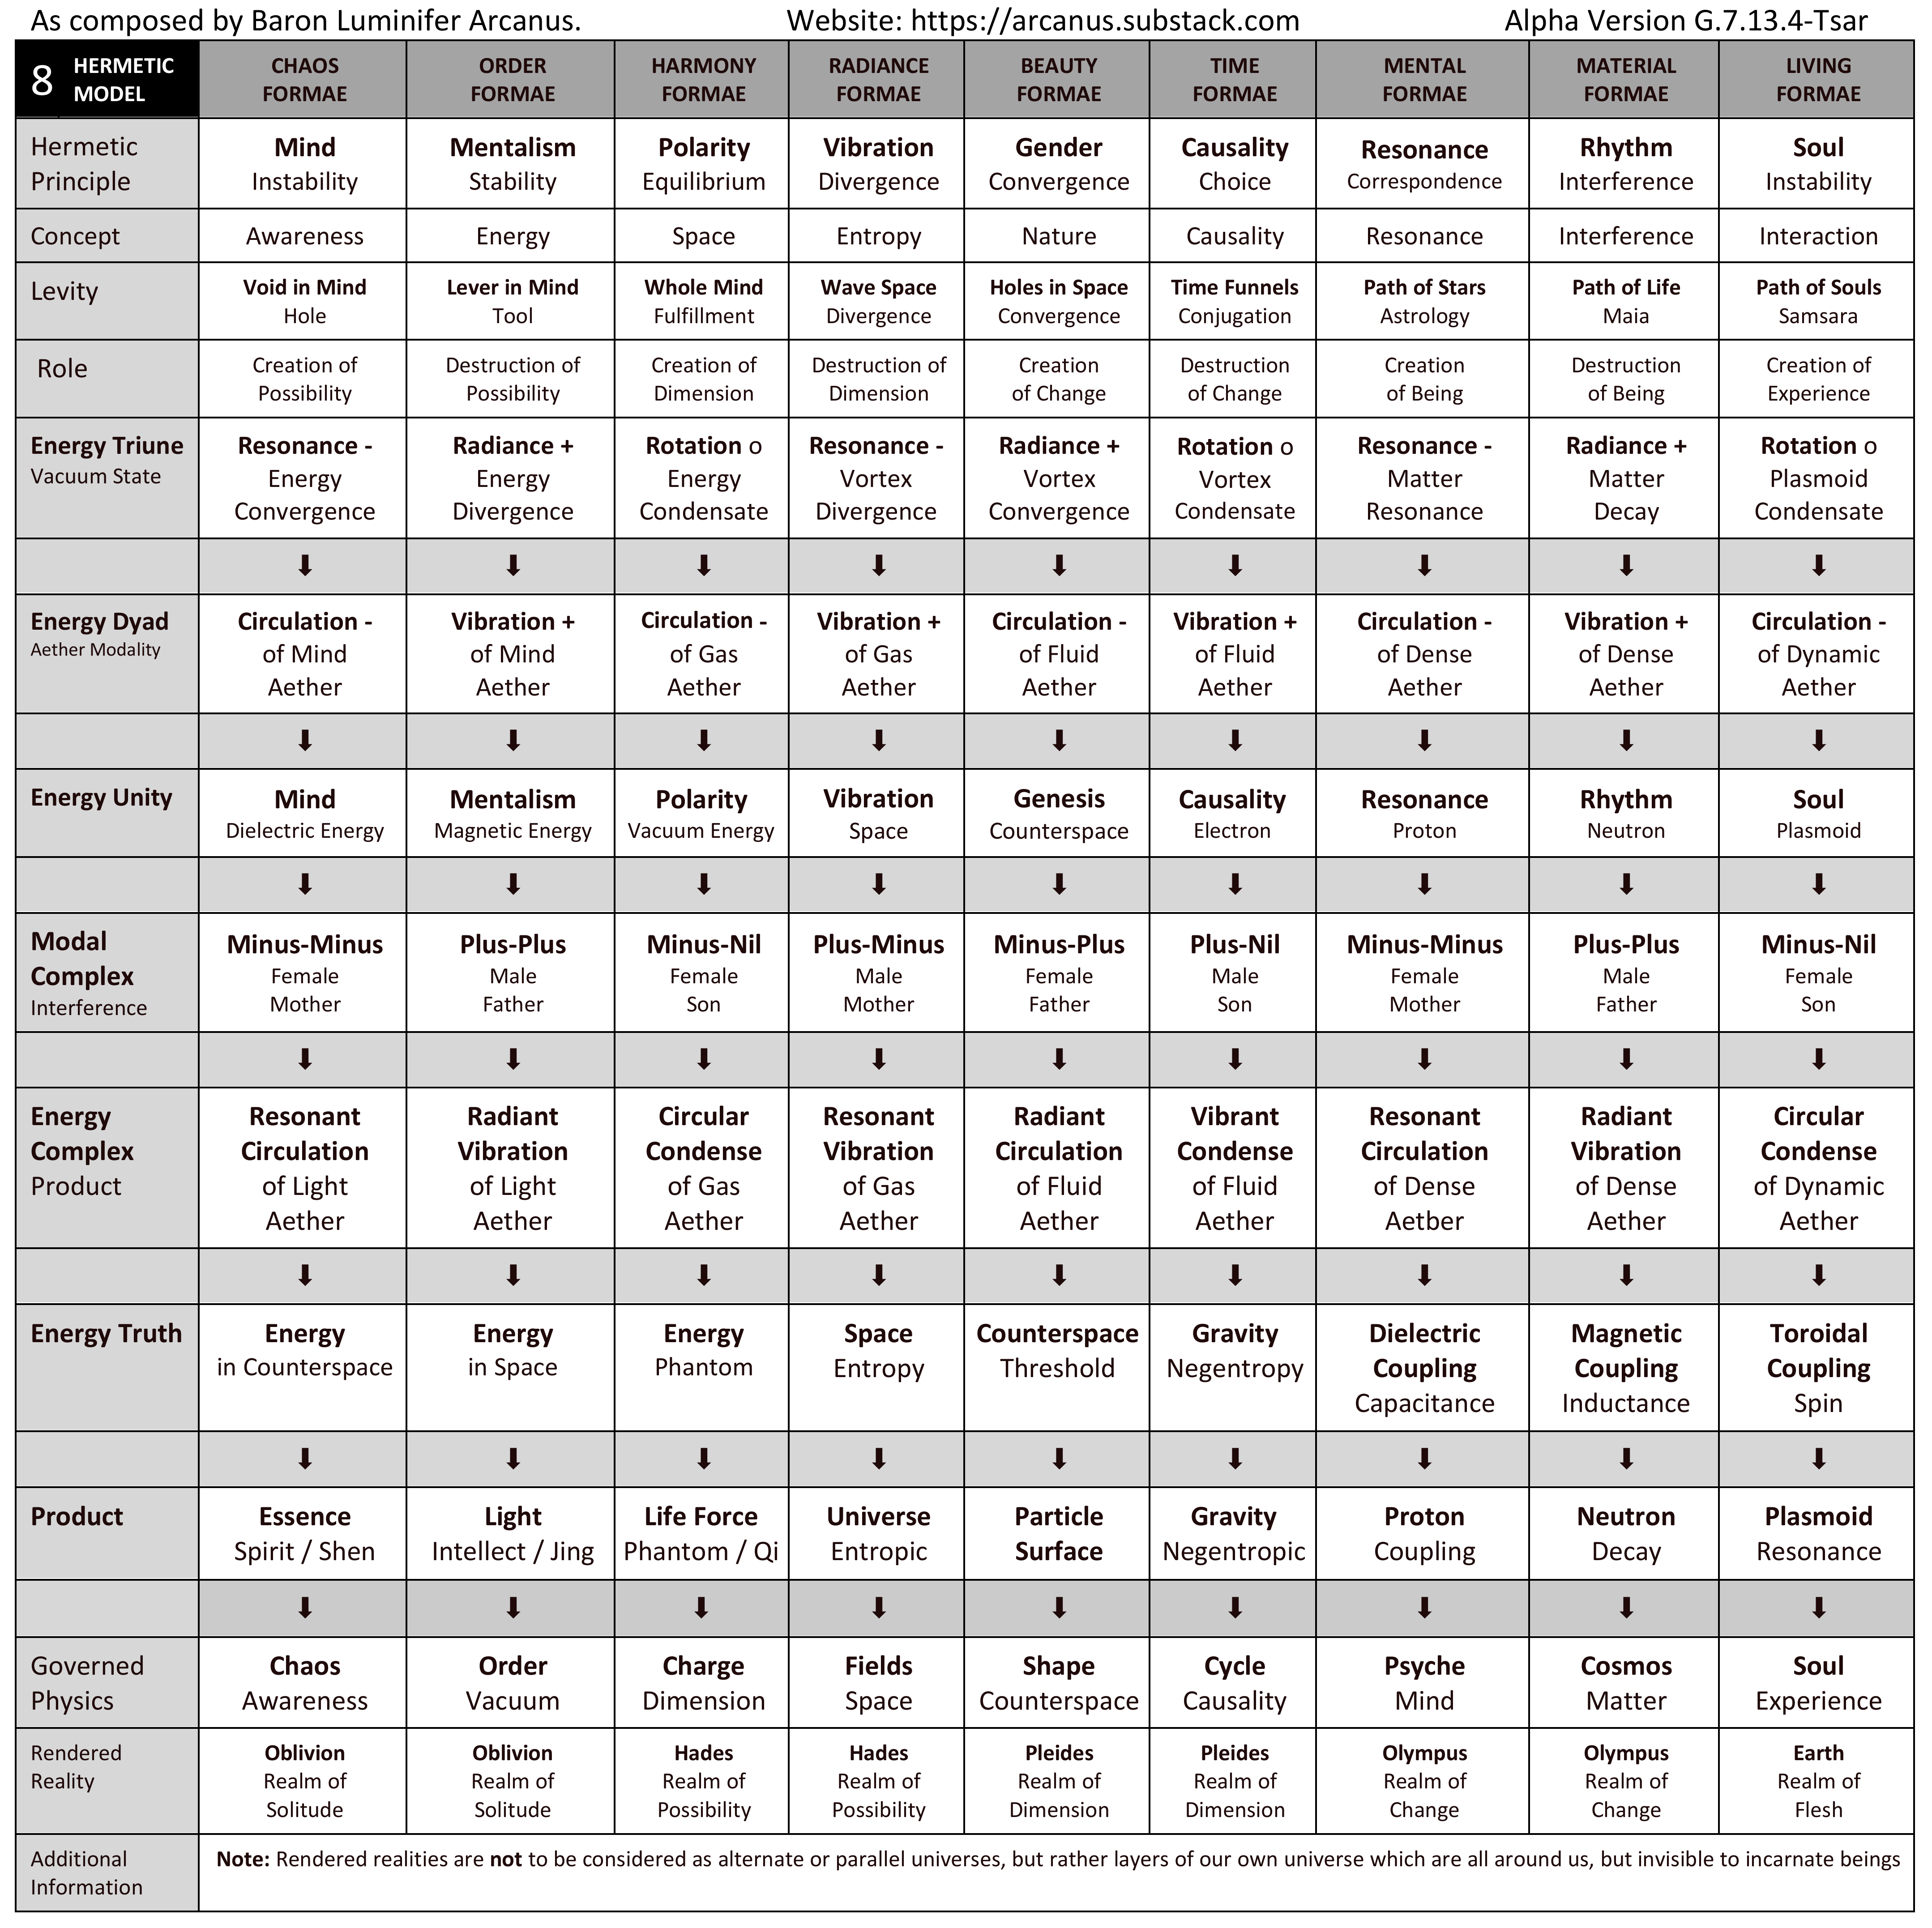 As composed by Baron Luminifer Arcanus. Website: https://arcanus.substack.com Alpha Version G.7.13.4-Tsar
8 HERMETIC MODEL CHAOS FORMAE ORDER FORMAE HARMONY FORMAE RADIANCE FORMAE BEAUTY FORMAE TIME FORMAE MENTAL FORMAE MATERIAL FORMAE LIVING FORMAE
Hermetic Principle
Mind Mentalism Polarity Vibration Gender Causality Resonance Rhythm Soul
Instability Stability Equilibrium Divergence Convergence Choice Correspondence Interference Instability
Concept Awareness Energy Space Entropy Nature Causality Resonance Interference Interaction
Levity Void in Mind Lever in Mind Whole Mind Wave Space Holes in Space Time Funnels Path of Stars Path of Life Path of Souls
Hole Tool Fulfillment Divergence Convergence Conjugation Astrology Maia Samsara
Role Creation of Destruction of Creation of Destruction of Creation Destruction Creation Destruction Creation of
Possibility Possibility Dimension Dimension of Change of Change of Being of Being Experience
Energy Triune Resonance - Radiance + Rotation o Resonance - Radiance + Rotation o Resonance - Radiance + Rotation o
Vacuum State Energy Energy Energy Vortex Vortex Vortex Matter Matter Plasmoid
Convergence Divergence Condensate Divergence Convergence Condensate Resonance Decay Condensate
⬇ ⬇ ⬇ ⬇ ⬇ ⬇ ⬇ ⬇ ⬇
Energy Dyad Circulation - Vibration + Circulation - Vibration + Circulation - Vibration + Circulation - Vibration + Circulation -
Aether Modality of Mind of Mind of Gas of Gas of Fluid of Fluid of Dense of Dense of Dynamic
Aether Aether Aether Aether Aether Aether Aether Aether Aether
⬇ ⬇ ⬇ ⬇ ⬇ ⬇ ⬇ ⬇ ⬇
Energy Unity Mind Mentalism Polarity Vibration Genesis Causality Resonance Rhythm Soul
Dielectric Energy Magnetic Energy Vacuum Energy Space Counterspace Electron Proton Neutron Plasmoid
⬇ ⬇ ⬇ ⬇ ⬇ ⬇ ⬇ ⬇ ⬇
Modal Minus-Minus Plus-Plus Minus-Nil Plus-Minus Minus-Plus Plus-Nil Minus-Minus Plus-Plus Minus-Nil
Complex Female Male Female Male Female Male Female Male Female
Interference Mother Father Son Mother Father Son Mother Father Son
⬇ ⬇ ⬇ ⬇ ⬇ ⬇ ⬇ ⬇ ⬇
Energy Resonant Radiant Circular Resonant Radiant Vibrant Resonant Radiant Circular
Complex Circulation Vibration Condense Vibration Circulation Condense Circulation Vibration Condense
Product of Light of Light of Gas of Gas of Fluid of Fluid of Dense of Dense of Dynamic
Aether Aether Aether Aether Aether Aether Aetber Aether Aether
⬇ ⬇ ⬇ ⬇ ⬇ ⬇ ⬇ ⬇ ⬇
Energy Truth Energy Energy Energy Space Counterspace Gravity Dielectric Magnetic Toroidal
in Counterspace in Space Phantom Entropy Threshold Negentropy Coupling Coupling Coupling
Capacitance Inductance Spin
⬇ ⬇ ⬇ ⬇ ⬇ ⬇ ⬇ ⬇ ⬇
Product Essence Light Life Force Universe Particle Gravity Proton Neutron Plasmoid
Spirit / Shen Intellect / Jing Phantom / Qi Entropic Surface Negentropic Coupling Decay Resonance
⬇ ⬇ ⬇ ⬇ ⬇ ⬇ ⬇ ⬇ ⬇
Governed Chaos Order Charge Fields Shape Cycle Psyche Cosmos Soul
Physics Awareness Vacuum Dimension Space Counterspace Causality Mind Matter Experience
Rendered Oblivion Oblivion Hades Hades Pleides Pleides Olympus Olympus Earth
Reality Realm of Realm of Realm of Realm of Realm of Realm of Realm of Realm of Realm of
Solitude Solitude Possibility Possibility Dimension Dimension Change Change Flesh
Additional Information Note: Rendered realities are not to be considered as alternate or parallel universes, but rather layers of our own universe which are all around us, but invisible to incarnate beings